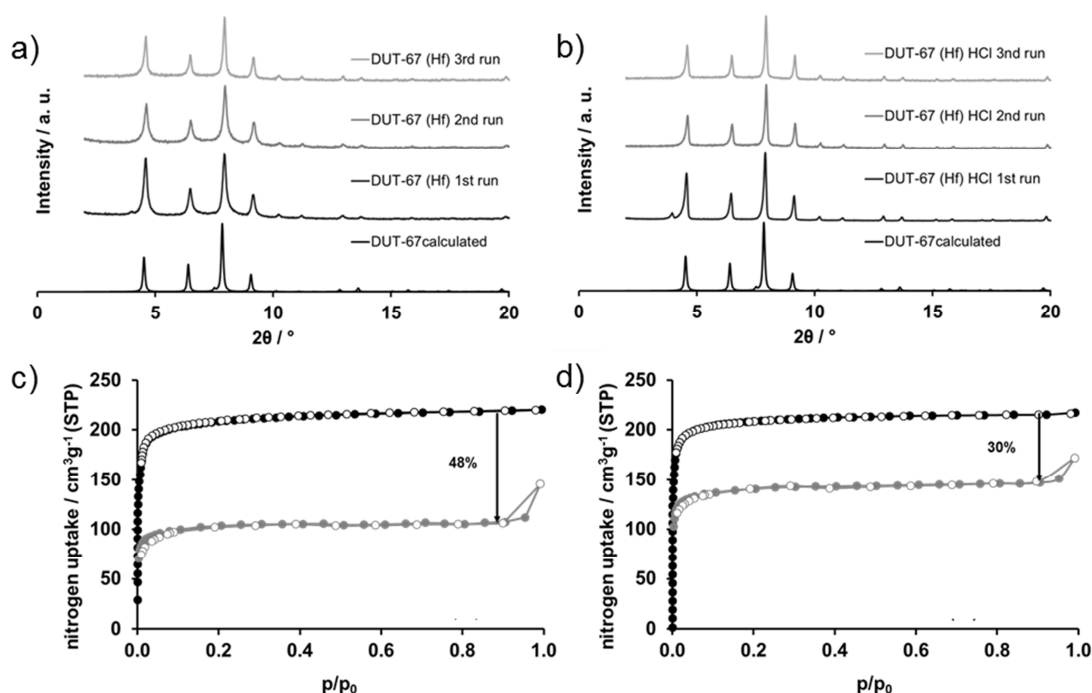 a)
Intensity / a. u.
DUT-67 (Hf) 3rd run
DUT-67 (Hf) 2nd run
DUT-67 (Hf) 1st run
DUT-67calculated
0 5 10 15 20
2θ / °
b)
Intensity / a. u.
DUT-67 (Hf) HCl 3nd run
DUT-67 (Hf) HCl 2nd run
DUT-67 (Hf) HCl 1st run
DUT-67calculated
0 5 10 15 20
2θ / °
c)
nitrogen uptake / cm³g⁻¹ (STP)
250
200
150
100
50
0
48%
0.0 0.2 0.4 0.6 0.8 1.0
p/p₀
d)
nitrogen uptake / cm³g⁻¹ (STP)
250
200
150
100
50
0
30%
0.0 0.2 0.4 0.6 0.8 1.0
p/p₀